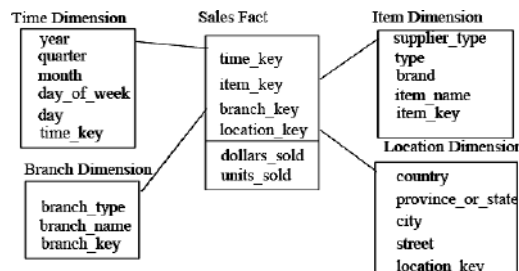 Time Dimension
year
quarter
month
day_of_week
day
time_key
Sales Fact
time_key
item_key
branch_key
location_key
dollars_sold
units_sold
Item Dimension
supplier_type
type
brand
item_name
item_key
Branch Dimension
branch_type
branch_name
branch_key
Location Dimension
country
province_or_state
city
street
location_key